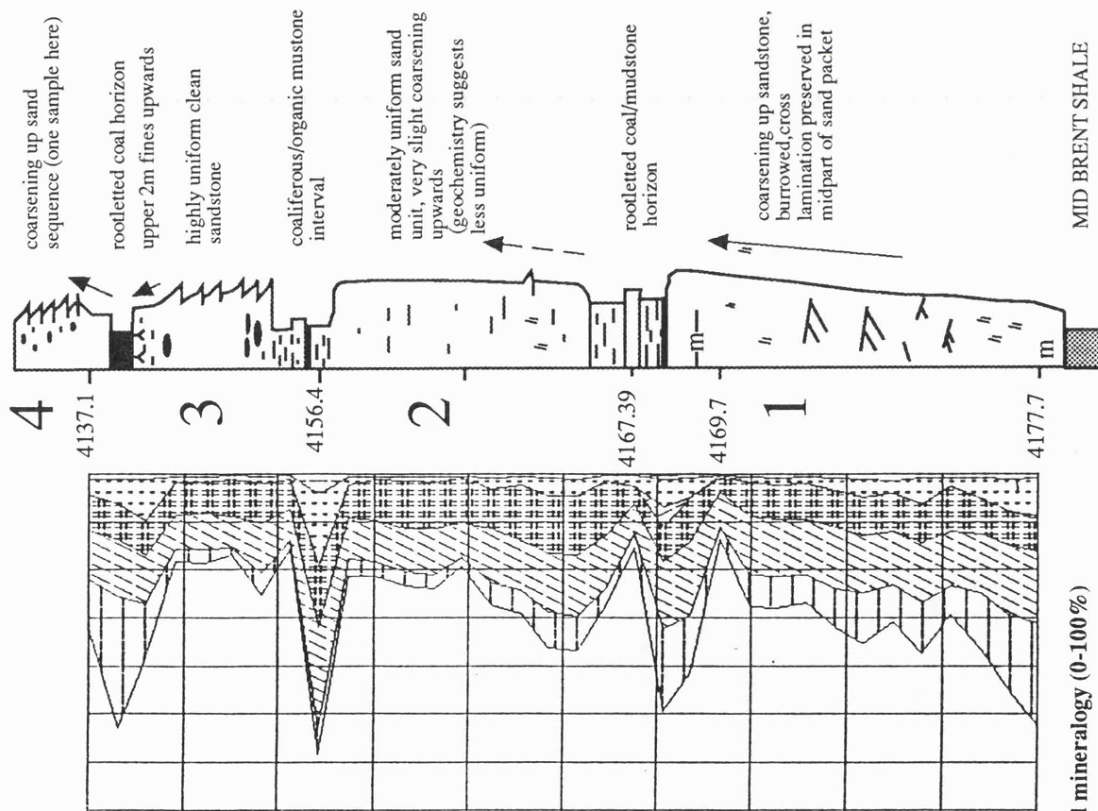 coarsening up sand
sequence (one sample here)
rootletted coal horizon
upper 2m fines upwards
highly uniform clean
sandstone
coaliferous/organic mustone
interval
moderately uniform sand
unit, very slight coarsening
upwards
(geochemistry suggests
less uniform)
rootletted coal/mudstone
horizon
coarsening up sandstone,
burrowed,cross
lamination preserved in
midpart of sand packet
MID BRENT SHALE
m
m
4
3
2
1
4137.1
4156.4
4167.39
4169.7
4177.7
mineralogy (0-100%)